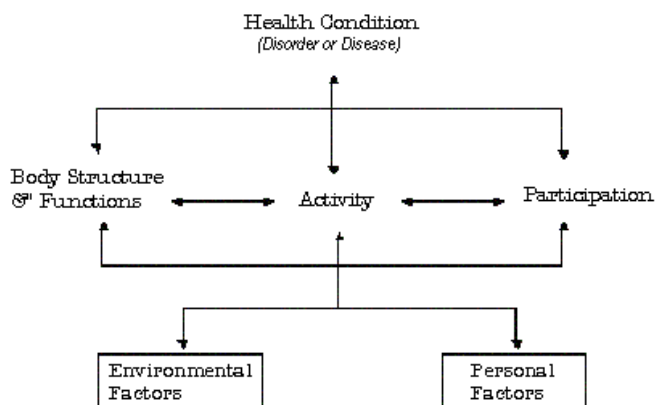 Health Condition
(Disorder or Disease)
Body Structure
&" Functions
Activity
Participation
Environmental
Factors
Personal
Factors